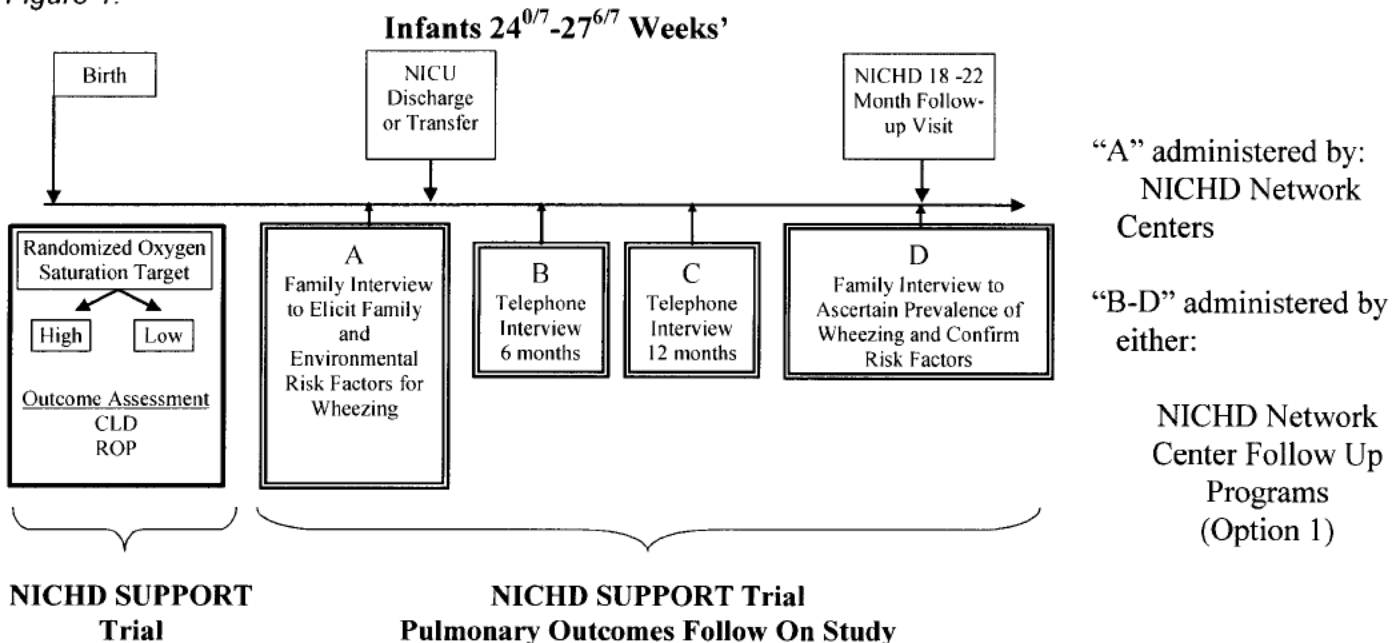 Figure 1.
Infants 24^0/7-27^6/7 Weeks'
Birth
NICU
Discharge
or Transfer
NICHD 18 -22
Month Follow-
up Visit
Randomized Oxygen
Saturation Target
High
Low
Outcome Assessment
CLD
ROP
A
Family Interview
to Elicit Family
and
Environmental
Risk Factors for
Wheezing
B
Telephone
Interview
6 months
C
Telephone
Interview
12 months
D
Family Interview to
Ascertain Prevalence of
Wheezing and Confirm
Risk Factors
“A” administered by:
NICHD Network
Centers
“B-D” administered by
either:
NICHD Network
Center Follow Up
Programs
(Option 1)
NICHD SUPPORT
Trial
NICHD SUPPORT Trial
Pulmonary Outcomes Follow On Study